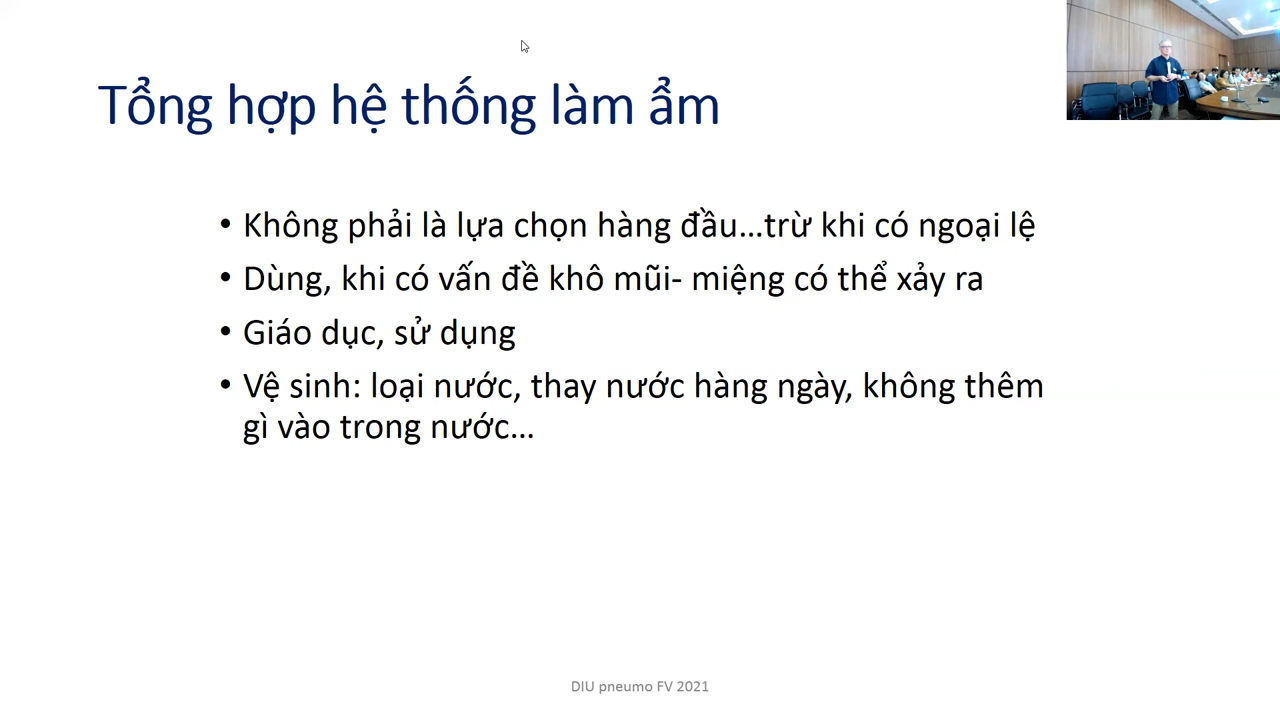 Tổng hợp hệ thống làm ẩm
• Không phải là lựa chọn hàng đầu...trừ khi có ngoại lệ
• Dùng, khi có vấn đề khô mũi- miệng có thể xảy ra
• Giáo dục, sử dụng
• Vệ sinh: loại nước, thay nước hàng ngày, không thêm
gì vào trong nước...
DIU pneumo FV 2021